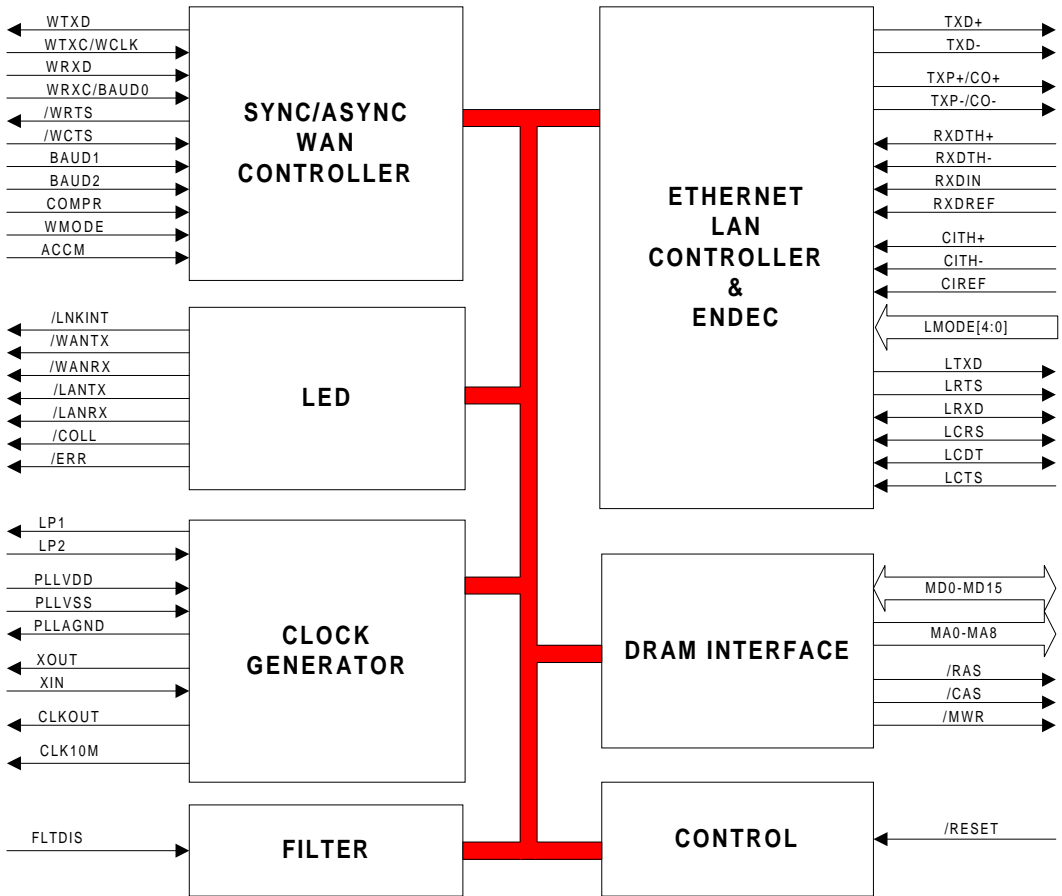 WTXD
WTXC/WCLK
WRXD
WRXC/BAUD0
/WRTS
/WCTS
BAUD1
BAUD2
COMPR
WMODE
ACCM
SYNC/ASYNC
WAN
CONTROLLER
ETHERNET
LAN
CONTROLLER
&
ENDEC
TXD+
TXD-
TXP+/CO+
TXP-/CO-
RXDTH+
RXDTH-
RXDIN
RXDREF
CITH+
CITH-
CIREF
LMODE[4:0]
LTXD
LRTS
LRXD
LCRS
LCDT
LCTS
/LNKINT
/WANTX
/WANRX
/LANTX
/LANRX
/COLL
/ERR
LED
LP1
LP2
PLLVDD
PLLVSS
PLLAGND
XOUT
XIN
CLKOUT
CLK10M
CLOCK
GENERATOR
DRAM INTERFACE
MD0-MD15
MA0-MA8
/RAS
/CAS
/MWR
FLTDIS
FILTER
CONTROL
/RESET